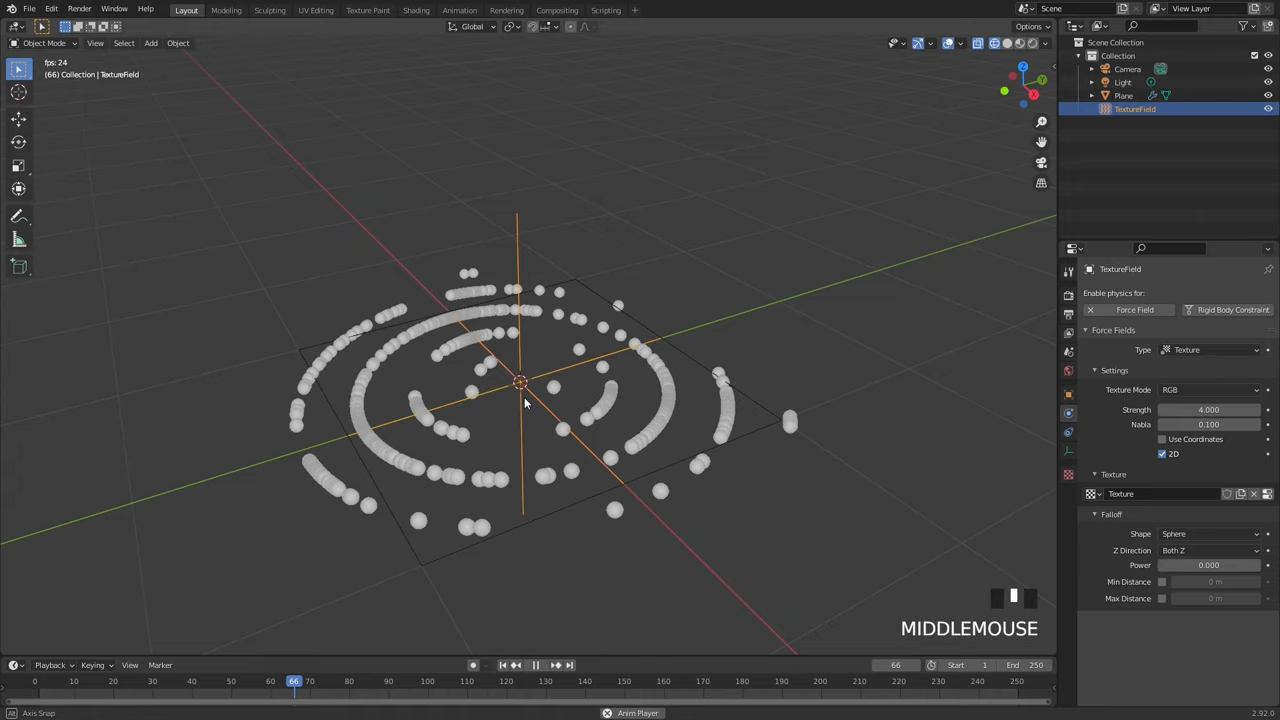 File Edit Render Window Help
Layout Modeling Sculpting UV Editing Texture Paint Shading Animation Compositing Rendering Scripting +
Scene
View Layer
Global
Options
Object Mode View Select Add Object
fps: 24
(66) Collection | TextureField
Z
Y
X
Scene Collection
Collection
Camera
Light
Plane
TextureField
TextureField
Enable physics for:
Force Field
Rigid Body Constraint
Force Fields
Type Texture
Settings
Texture Mode RGB
Strength 4.000
Nabla 0.100
Use Coordinates
2D
Texture
Texture
Falloff
Shape Sphere
Z Direction Both Z
Power 0.000
Min Distance 0 m
Max Distance 0 m
MIDDLEMOUSE
Playback Keying View Marker
66
Start 1
End 250
0 10 20 30 40 50 60 66 70 80 90 100 110 120 130 140 150 160 170 180 190 200 210 220 230 240 250
Axis Snap
Anim Player
2.92.0